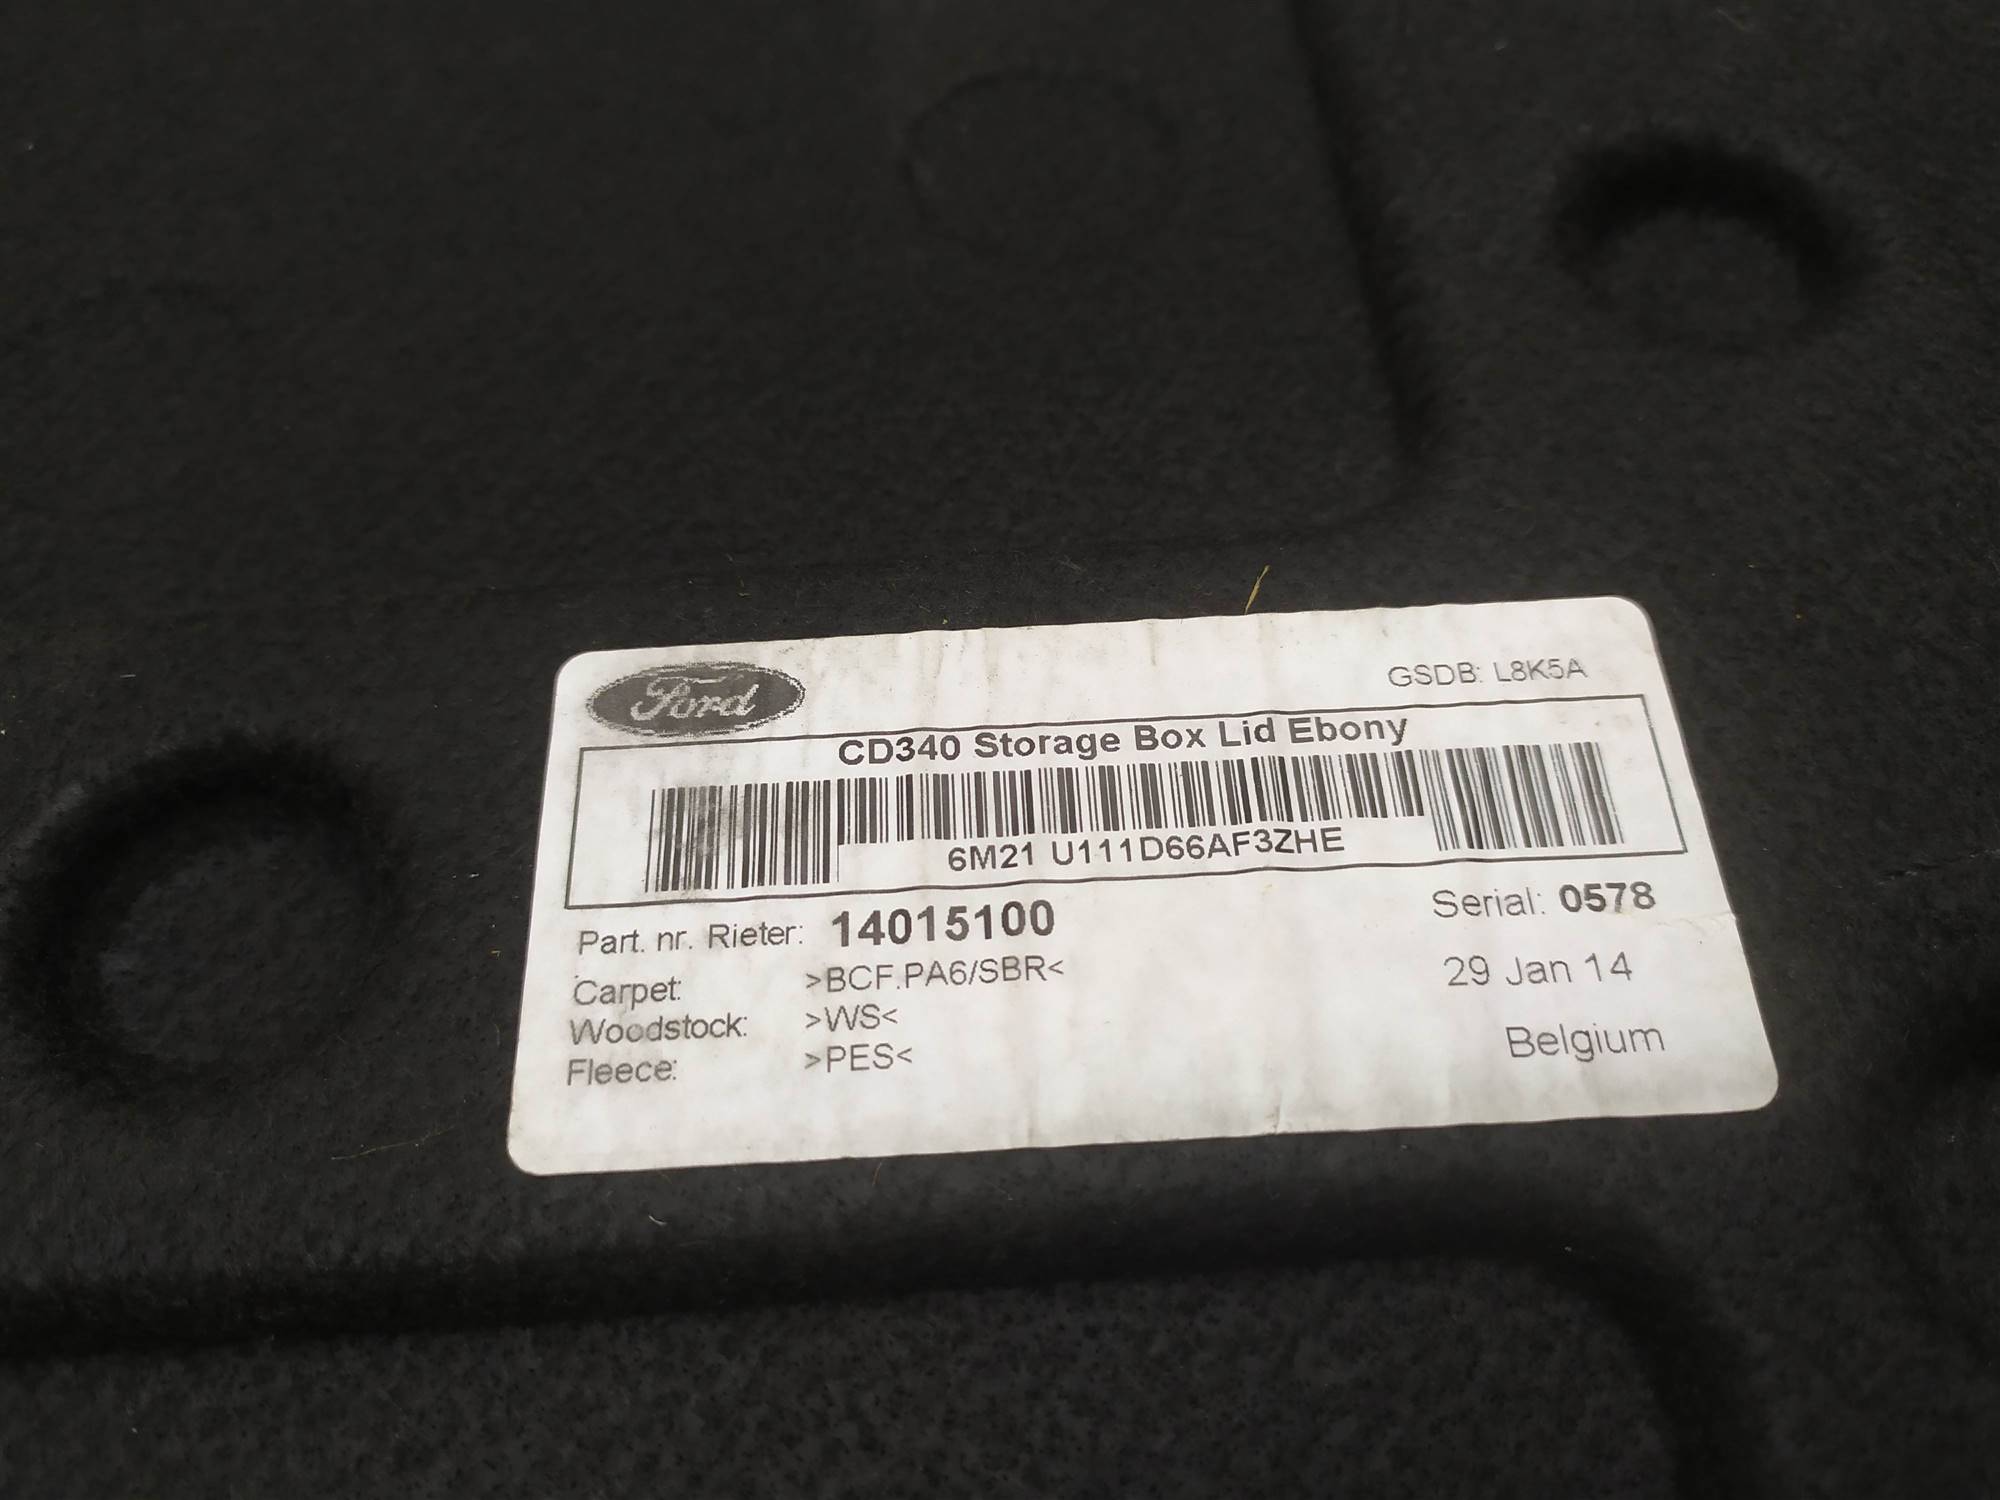 Ford
GSDB: L8K5A
CD340 Storage Box Lid Ebony
6M21 U111D66AF3ZHE
Part. nr. Rieter: 14015100
Serial: 0578
Carpet: >BCF.PA6/SBR<
29 Jan 14
Woodstock: >WS<
Belgium
Fleece: >PES<